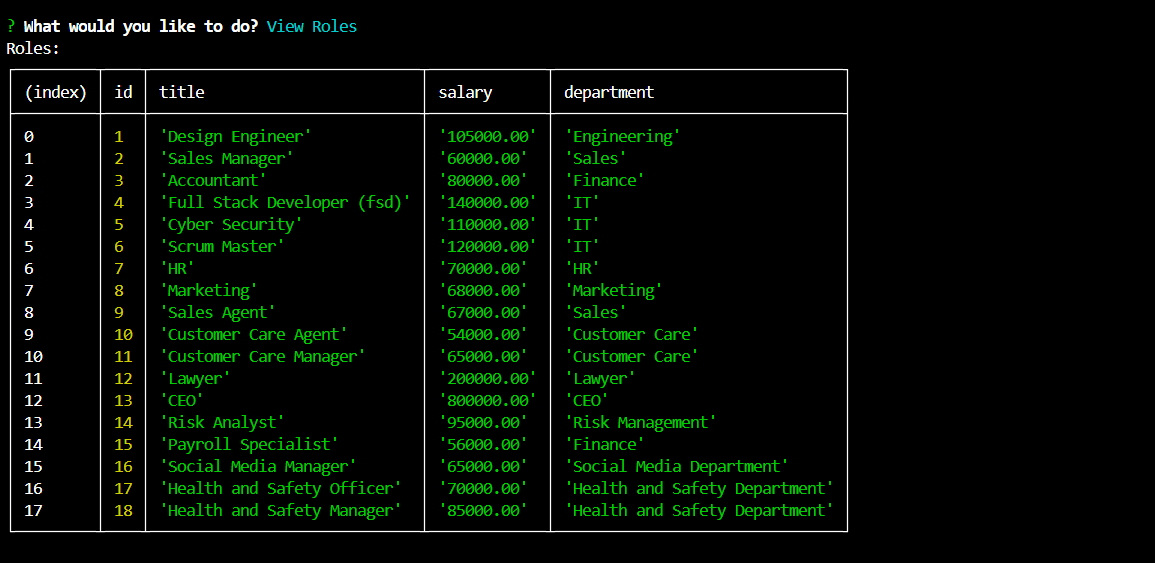 ? What would you like to do? View Roles
Roles:
(index) id title salary department
0 1 'Design Engineer' '105000.00' 'Engineering'
1 2 'Sales Manager' '60000.00' 'Sales'
2 3 'Accountant' '80000.00' 'Finance'
3 4 'Full Stack Developer (fsd)' '140000.00' 'IT'
4 5 'Cyber Security' '110000.00' 'IT'
5 6 'Scrum Master' '120000.00' 'IT'
6 7 'HR' '70000.00' 'HR'
7 8 'Marketing' '68000.00' 'Marketing'
8 9 'Sales Agent' '67000.00' 'Sales'
9 10 'Customer Care Agent' '54000.00' 'Customer Care'
10 11 'Customer Care Manager' '65000.00' 'Customer Care'
11 12 'Lawyer' '200000.00' 'Lawyer'
12 13 'CEO' '800000.00' 'CEO'
13 14 'Risk Analyst' '95000.00' 'Risk Management'
14 15 'Payroll Specialist' '56000.00' 'Finance'
15 16 'Social Media Manager' '65000.00' 'Social Media Department'
16 17 'Health and Safety Officer' '70000.00' 'Health and Safety Department'
17 18 'Health and Safety Manager' '85000.00' 'Health and Safety Department'